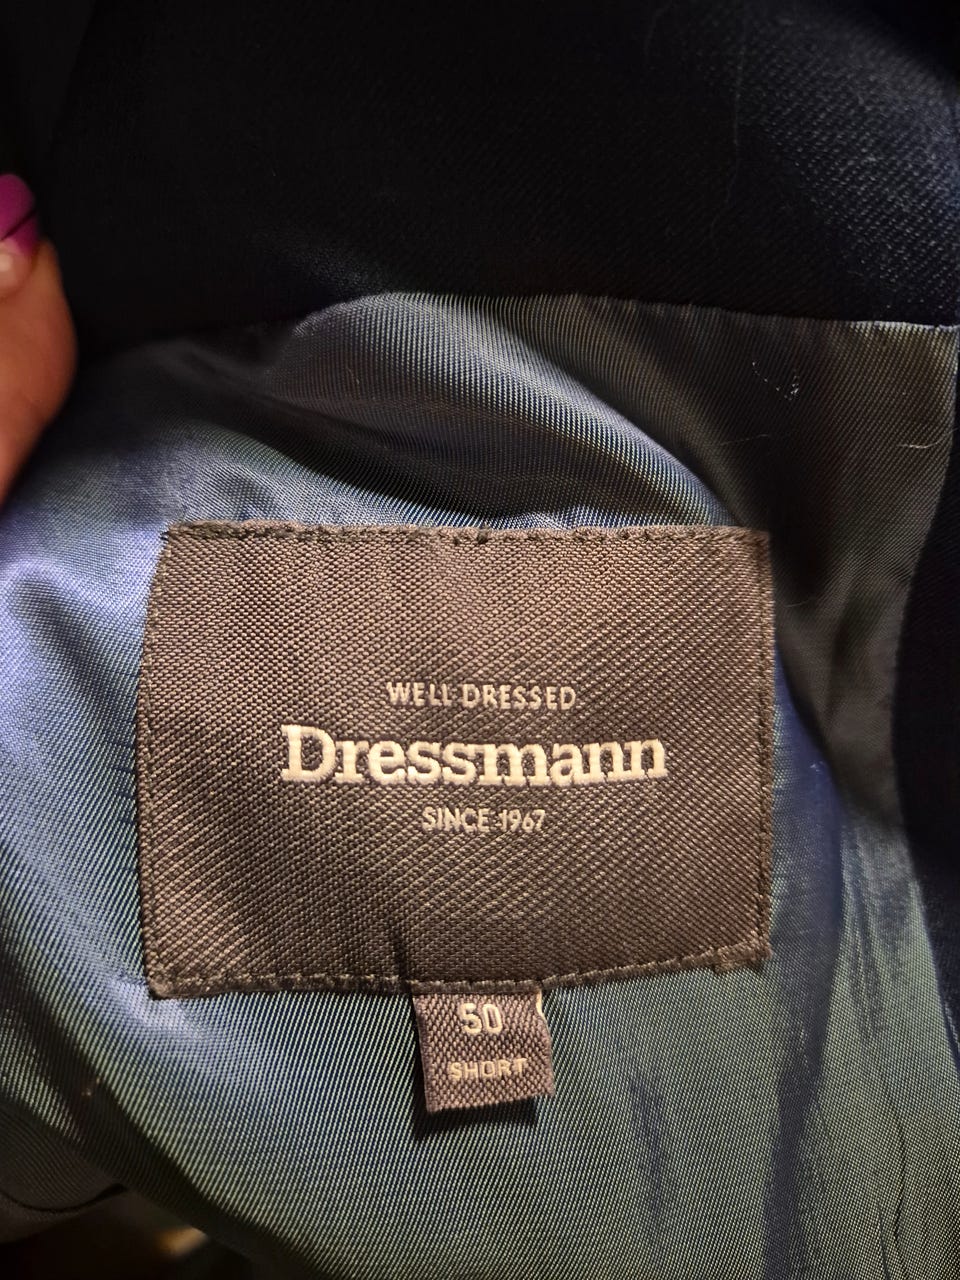 WELL DRESSED
Dressmann
SINCE 1967
50
SHORT